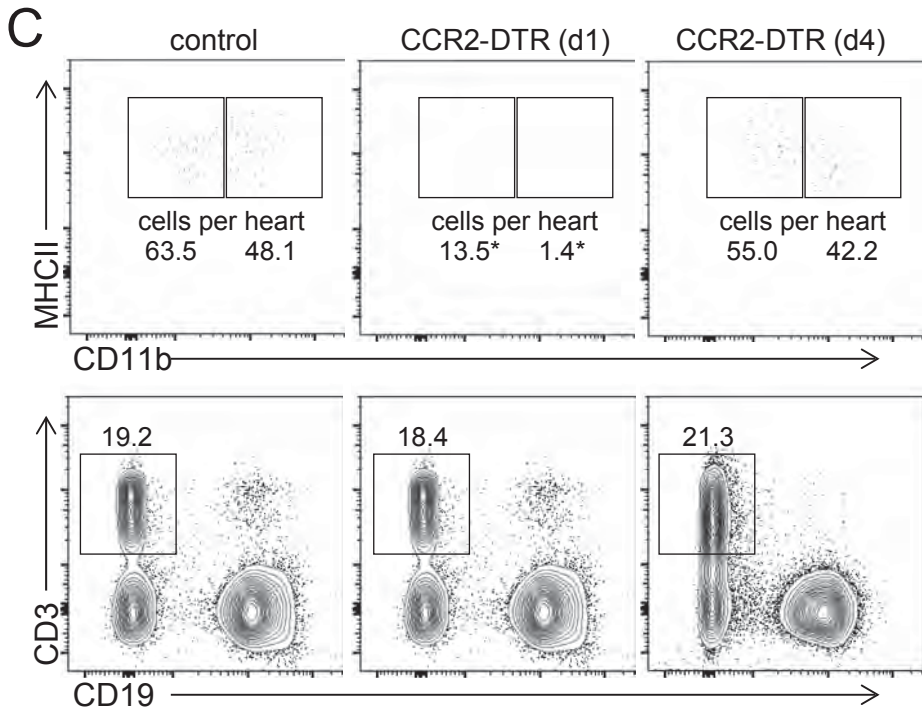 C
control CCR2-DTR (d1) CCR2-DTR (d4)
MHCII
cells per heart cells per heart cells per heart
63.5 48.1 13.5* 1.4* 55.0 42.2
CD11b
19.2 18.4 21.3
CD3
CD19